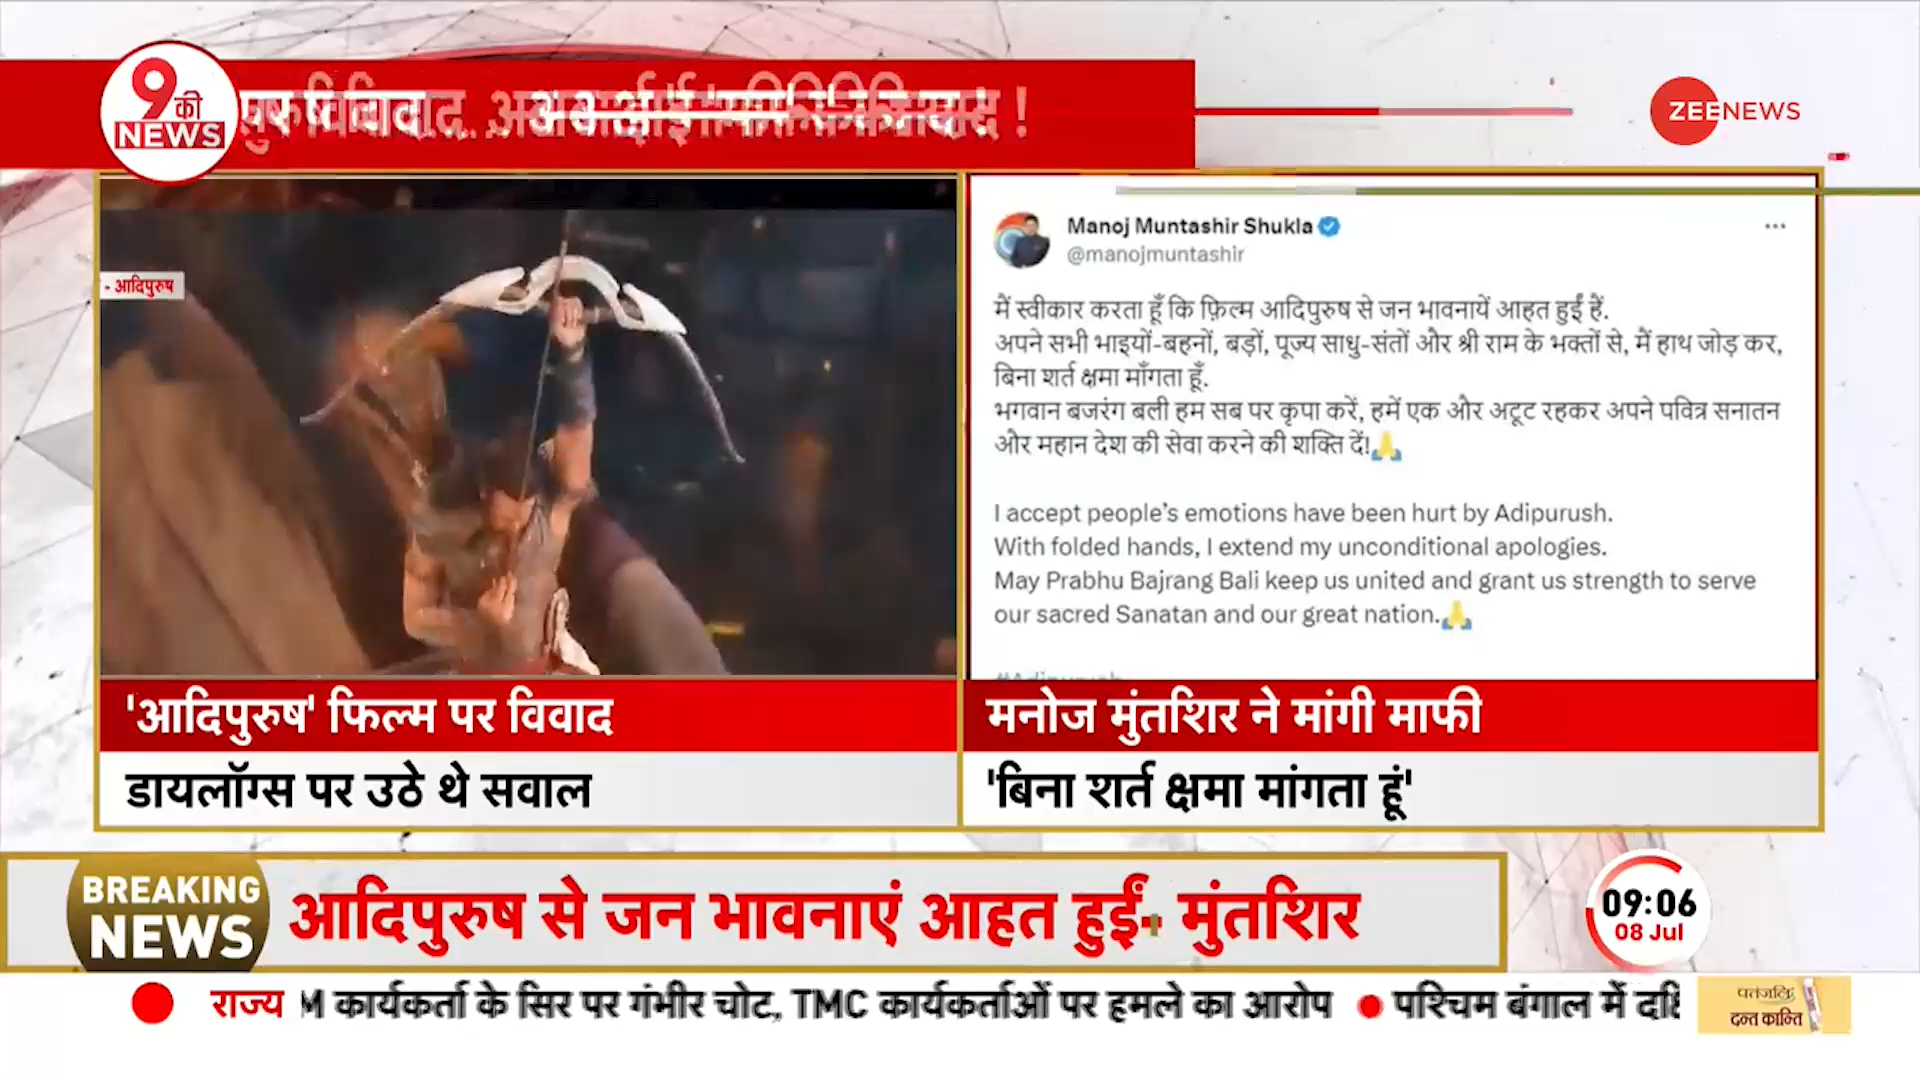 9 की
NEWS
ZEE NEWS
- आदिपुरुष
Manoj Muntashir Shukla
@manojmuntashir
मैं स्वीकार करता हूँ कि फ़िल्म आदिपुरुष से जन भावनायें आहत हुईं हैं.
अपने सभी भाइयों-बहनों, बड़ों, पूज्य साधु-संतों और श्री राम के भक्तों से, मैं हाथ जोड़ कर,
बिना शर्त क्षमा माँगता हूँ.
भगवान बजरंग बली हम सब पर कृपा करें, हमें एक और अटूट रहकर अपने पवित्र सनातन
और महान देश की सेवा करने की शक्ति दें!🙏
I accept people's emotions have been hurt by Adipurush.
With folded hands, I extend my unconditional apologies.
May Prabhu Bajrang Bali keep us united and grant us strength to serve
our sacred Sanatan and our great nation.🙏
'आदिपुरुष' फिल्म पर विवाद
डायलॉग्स पर उठे थे सवाल
मनोज मुंतशिर ने मांगी माफी
'बिना शर्त क्षमा मांगता हूं'
BREAKING
NEWS
आदिपुरुष से जन भावनाएं आहत हुईं- मुंतशिर
09:06
08 Jul
राज्य M कार्यकर्ता के सिर पर गंभीर चोट, TMC कार्यकर्ताओं पर हमले का आरोप ● पश्चिम बंगाल में
पतंजलि
दन्त कान्ति